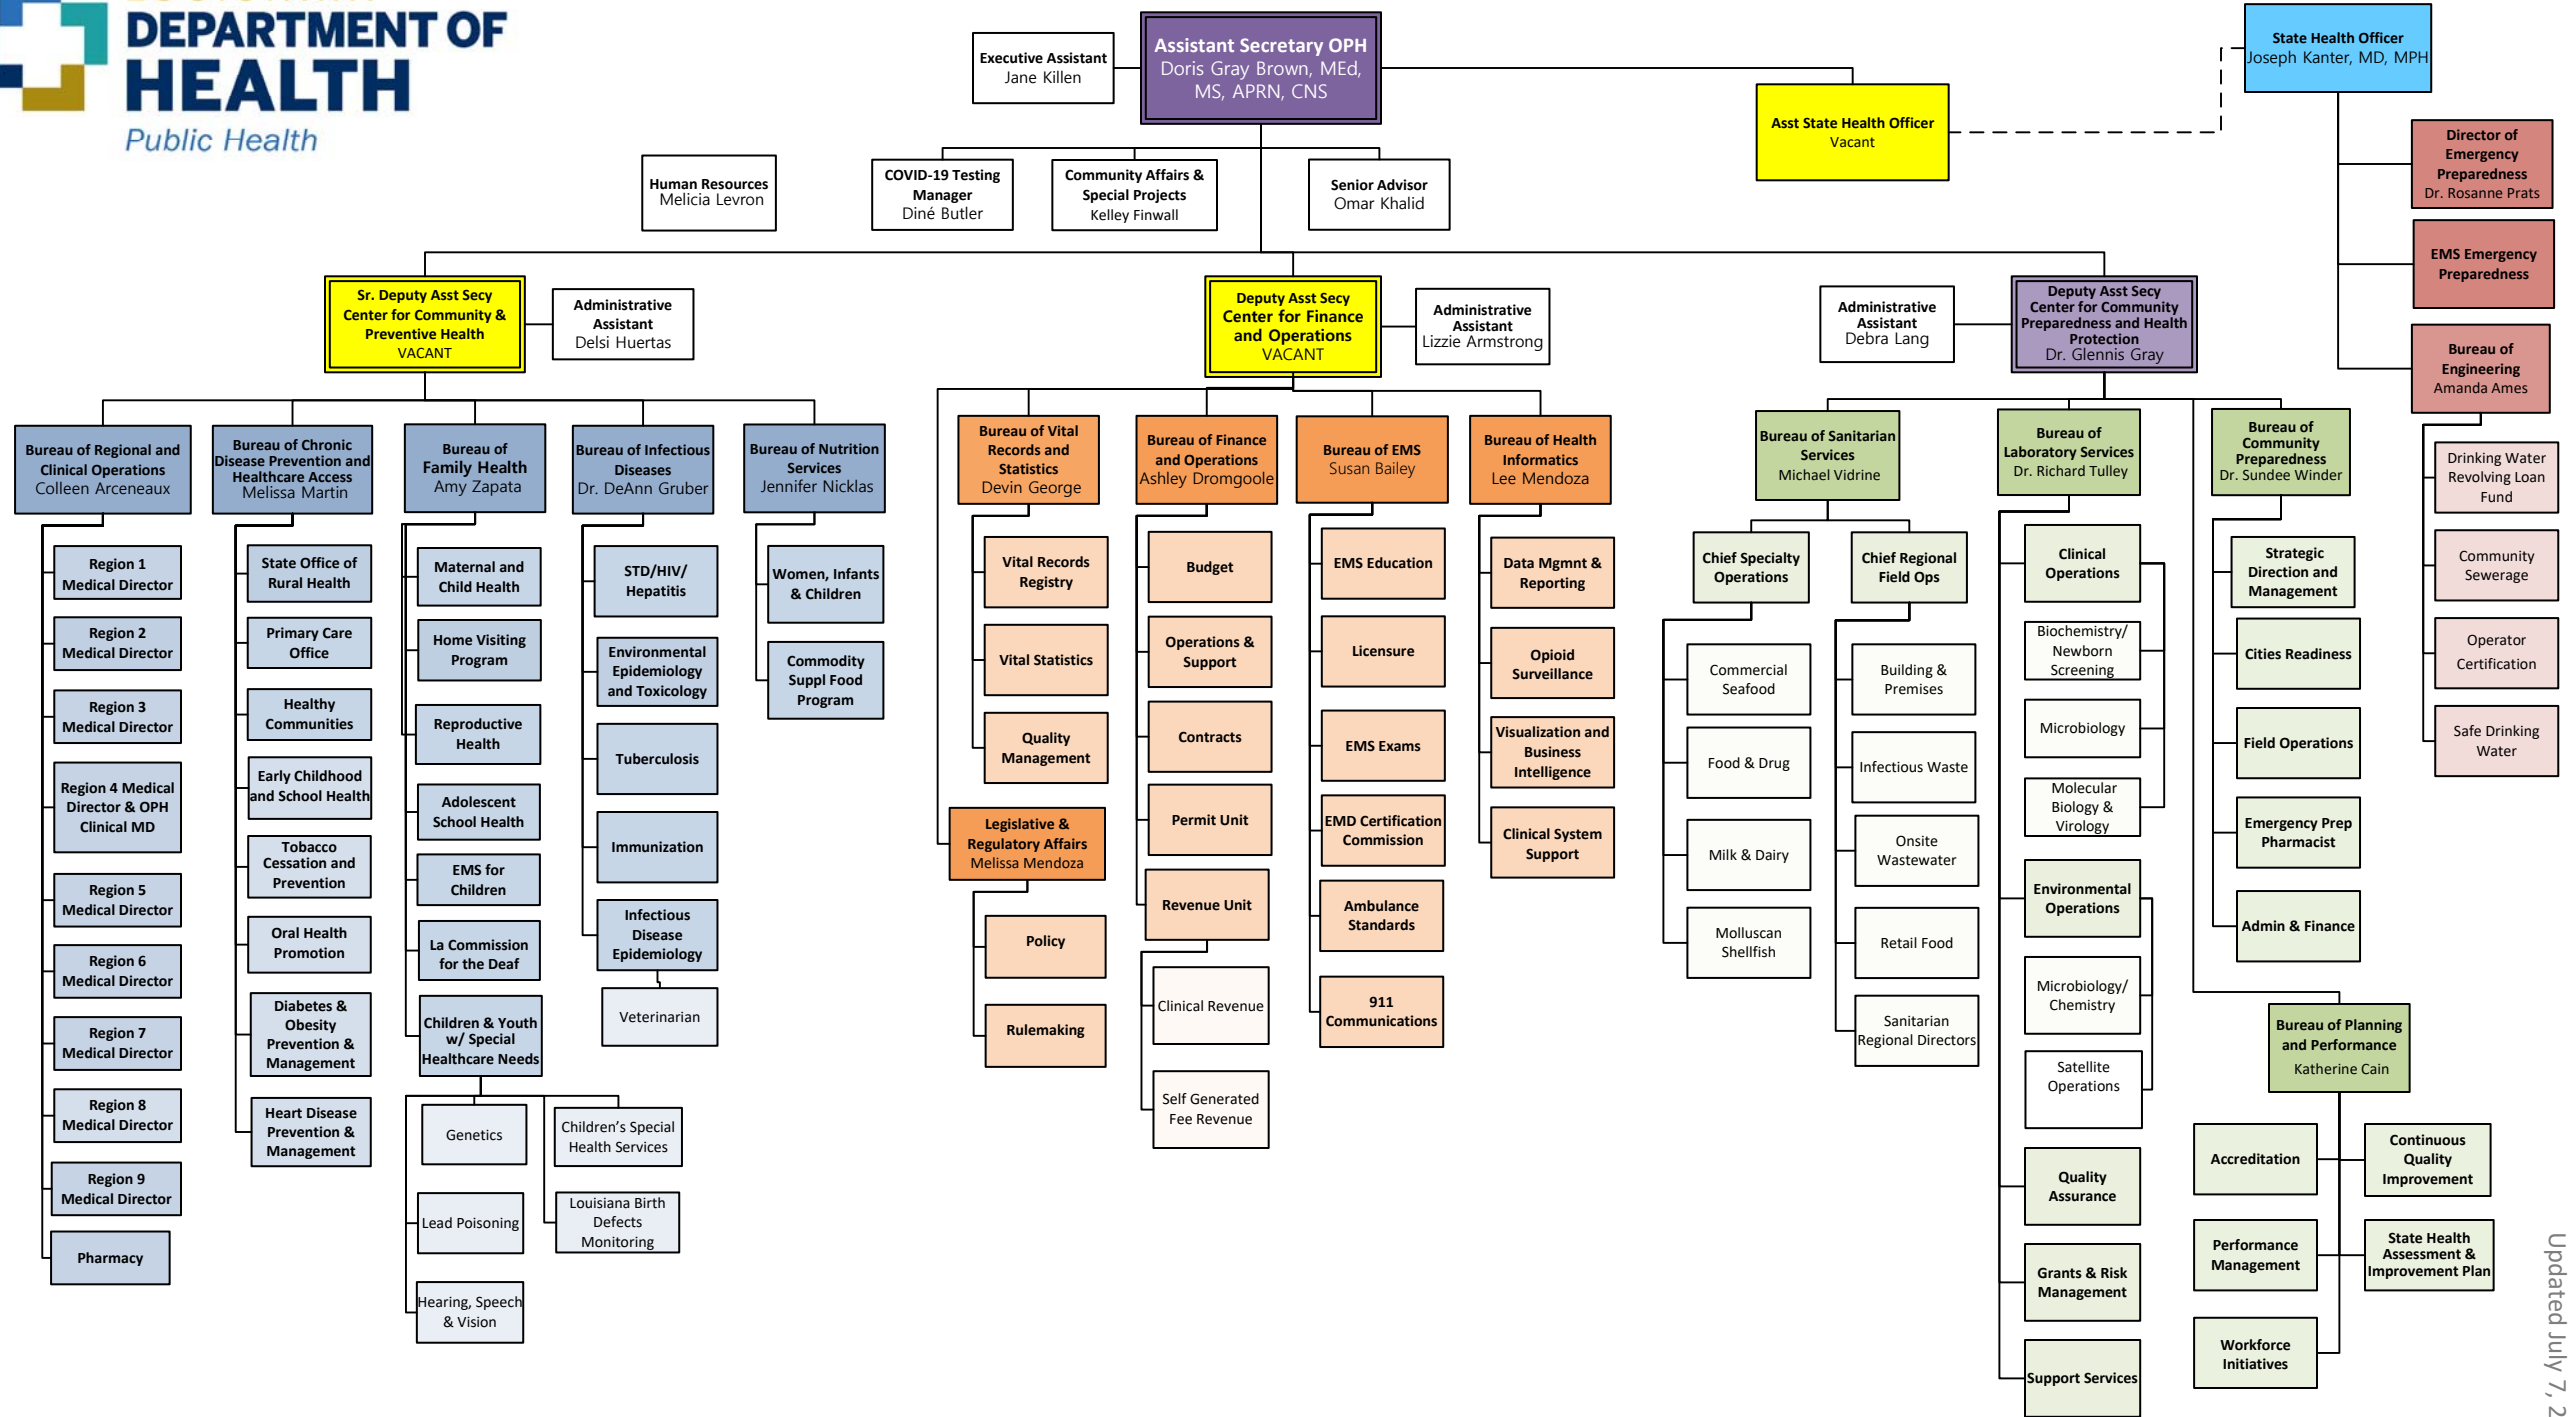 DEPARTMENT OF
HEALTH
Public Health
Executive Assistant
Jane Killen
Assistant Secretary OPH
Doris Gray Brown, MEd,
MS, APRN, CNS
State Health Officer
Joseph Kanter, MD, MPH
Asst State Health Officer
Vacant
Director of
Emergency
Preparedness
Dr. Rosanne Prats
EMS Emergency
Preparedness
Bureau of
Engineering
Amanda Ames
Drinking Water
Revolving Loan
Fund
Community
Sewerage
Operator
Certification
Safe Drinking
Water
Human Resources
Melicia Levron
COVID-19 Testing
Manager
Diné Butler
Community Affairs &
Special Projects
Kelley Finwall
Senior Advisor
Omar Khalid
Sr. Deputy Asst Secy
Center for Community &
Preventive Health
VACANT
Administrative
Assistant
Delsi Huertas
Deputy Asst Secy
Center for Finance
and Operations
VACANT
Administrative
Assistant
Lizzie Armstrong
Administrative
Assistant
Debra Lang
Deputy Asst Secy
Center for Community
Preparedness and Health
Protection
Dr. Glennis Gray
Bureau of Regional and
Clinical Operations
Colleen Arceneaux
Region 1
Medical Director
Region 2
Medical Director
Region 3
Medical Director
Region 4 Medical
Director & OPH
Clinical MD
Region 5
Medical Director
Region 6
Medical Director
Region 7
Medical Director
Region 8
Medical Director
Region 9
Medical Director
Pharmacy
Bureau of Chronic
Disease Prevention and
Healthcare Access
Melissa Martin
State Office of
Rural Health
Primary Care
Office
Healthy
Communities
Early Childhood
and School Health
Tobacco
Cessation and
Prevention
Oral Health
Promotion
Diabetes &
Obesity
Prevention &
Management
Heart Disease
Prevention &
Management
Bureau of
Family Health
Amy Zapata
Maternal and
Child Health
Home Visiting
Program
Reproductive
Health
Adolescent
School Health
EMS for
Children
La Commission
for the Deaf
Children & Youth
w/ Special
Healthcare Needs
Genetics
Children's Special
Health Services
Lead Poisoning
Louisiana Birth
Defects
Monitoring
Hearing, Speech
& Vision
Bureau of Infectious
Diseases
Dr. DeAnn Gruber
STD/HIV/
Hepatitis
Environmental
Epidemiology
and Toxicology
Tuberculosis
Immunization
Infectious
Disease
Epidemiology
Veterinarian
Bureau of Nutrition
Services
Jennifer Nicklas
Women, Infants
& Children
Commodity
Suppl Food
Program
Bureau of Vital
Records and
Statistics
Devin George
Vital Records
Registry
Vital Statistics
Quality
Management
Legislative &
Regulatory Affairs
Melissa Mendoza
Policy
Rulemaking
Bureau of Finance
and Operations
Ashley Dromgoole
Budget
Operations &
Support
Contracts
Permit Unit
Revenue Unit
Clinical Revenue
Self Generated
Fee Revenue
Bureau of EMS
Susan Bailey
EMS Education
Licensure
EMS Exams
EMD Certification
Commission
Ambulance
Standards
911
Communications
Bureau of Health
Informatics
Lee Mendoza
Data Mgmnt &
Reporting
Opioid
Surveillance
Visualization and
Business
Intelligence
Clinical System
Support
Bureau of Sanitarian
Services
Michael Vidrine
Chief Specialty
Operations
Commercial
Seafood
Food & Drug
Milk & Dairy
Molluscan
Shellfish
Chief Regional
Field Ops
Building &
Premises
Infectious Waste
Onsite
Wastewater
Retail Food
Sanitarian
Regional Directors
Bureau of
Laboratory Services
Dr. Richard Tulley
Clinical
Operations
Biochemistry/
Newborn
Screening
Microbiology
Molecular
Biology &
Virology
Environmental
Operations
Microbiology/
Chemistry
Satellite
Operations
Quality
Assurance
Grants & Risk
Management
Support Services
Bureau of
Community
Preparedness
Dr. Sundee Winder
Strategic
Direction and
Management
Cities Readiness
Field Operations
Emergency Prep
Pharmacist
Admin & Finance
Bureau of Planning
and Performance
Katherine Cain
Accreditation
Continuous
Quality
Improvement
Performance
Management
State Health
Assessment &
Improvement Plan
Workforce
Initiatives
Updated July 7, 2